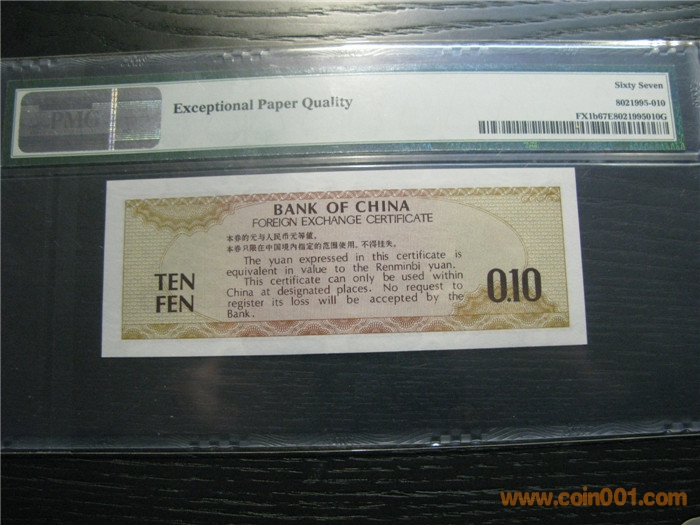 PMG
Exceptional Paper Quality
Sixty Seven
8021995-010
FX1b67E8021995010G
BANK OF CHINA
FOREIGN EXCHANGE CERTIFICATE
本券的元与人民币元等值。
本券只限在中国境内指定的范围使用。不得挂失。
The yuan expressed in this certificate is
equivalent in value to the Renminbi yuan.
This certificate can only be used within
China at designated places. No request to
register its loss will be accepted by the
Bank.
TEN
FEN
0.10
www.coin001.com